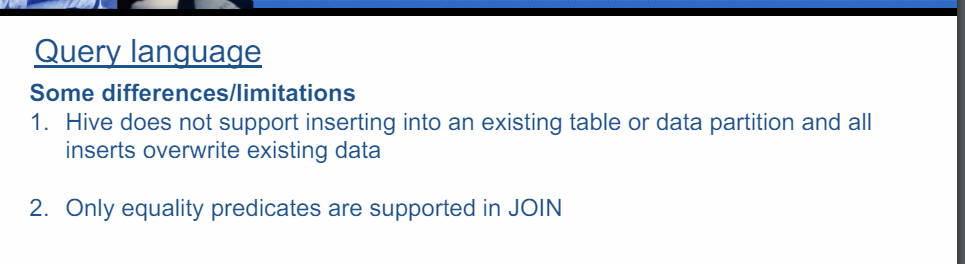 Query language
Some differences/limitations
1. Hive does not support inserting into an existing table or data partition and all
inserts overwrite existing data
2. Only equality predicates are supported in JOIN